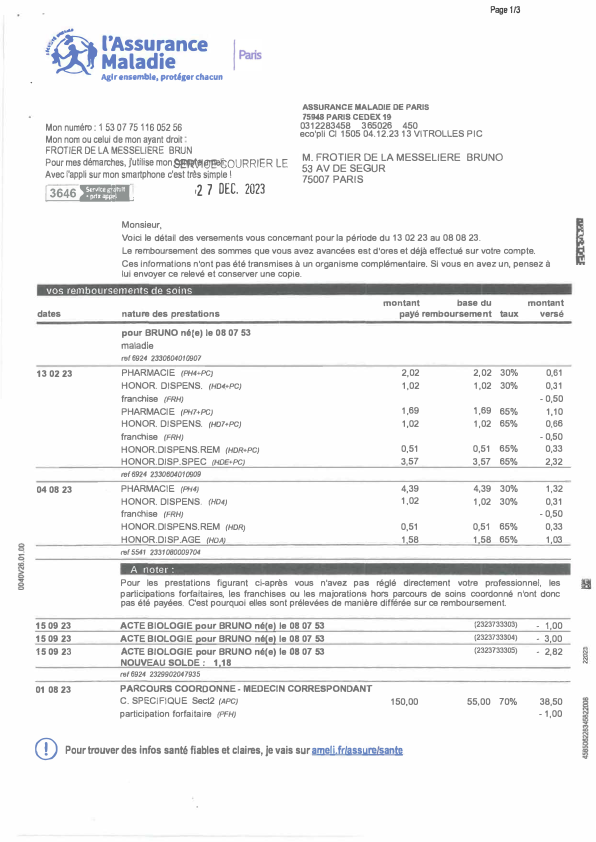 Page 1/3
l'Assurance
Maladie
Agir ensemble, protéger chacun
Paris
ASSURANCE MALADIE DE PARIS
75948 PARIS CEDEX 19
0312283458 365026 450
eco'pli CI 1505 04.12.23 13 VITROLLES PIC
M. FROTIER DE LA MESSELIERE BRUNO
53 AV DE SEGUR
75007 PARIS
Mon numéro : 1 53 07 75 116 052 56
Mon nom ou celui de mon ayant droit :
FROTIER DE LA MESSELIERE BRUN
Pour mes démarches, j'utilise mon
SERVICE COURRIER LE
Avec l'appli sur mon smartphone c'est très simple !
3646 Service gratuit + prix appel
27 DEC. 2023
Monsieur,
Voici le détail des versements vous concernant pour la période du 13 02 23 au 08 08 23.
Le remboursement des sommes que vous avez avancées est d'ores et déjà effectué sur votre compte.
Ces informations n'ont pas été transmises à un organisme complémentaire. Si vous en avez un, pensez à
lui envoyer ce relevé et conserver une copie.
vos remboursements de soins
dates nature des prestations montant payé base du remboursement taux montant versé
pour BRUNO né(e) le 08 07 53
maladie
ref 6924 2330604010907
13 02 23 PHARMACIE (PH4+PC) 2,02 2,02 30% 0,61
HONOR. DISPENS. (HD4+PC) 1,02 1,02 30% 0,31
franchise (FRH) - 0,50
PHARMACIE (PH7+PC) 1,69 1,69 65% 1,10
HONOR. DISPENS. (HD7+PC) 1,02 1,02 65% 0,66
franchise (FRH) - 0,50
HONOR.DISPENS.REM (HDR+PC) 0,51 0,51 65% 0,33
HONOR.DISP.SPEC (HDE+PC) 3,57 3,57 65% 2,32
ref 6924 2330604010909
04 08 23 PHARMACIE (PH4) 4,39 4,39 30% 1,32
HONOR. DISPENS. (HD4) 1,02 1,02 30% 0,31
franchise (FRH) - 0,50
HONOR.DISPENS.REM (HDR) 0,51 0,51 65% 0,33
HONOR.DISP.AGE (HDA) 1,58 1,58 65% 1,03
ref 5541 2331080009704
A noter :
Pour les prestations figurant ci-après vous n'avez pas réglé directement votre professionnel, les
participations forfaitaires, les franchises ou les majorations hors parcours de soins coordonné n'ont donc
pas été payées. C'est pourquoi elles sont prélevées de manière différée sur ce remboursement.
15 09 23 ACTE BIOLOGIE pour BRUNO né(e) le 08 07 53 (2323733303) - 1,00
15 09 23 ACTE BIOLOGIE pour BRUNO né(e) le 08 07 53 (2323733304) - 3,00
15 09 23 ACTE BIOLOGIE pour BRUNO né(e) le 08 07 53 (2323733305) - 2,82
NOUVEAU SOLDE : 1,18
ref 6924 2329902047935
01 08 23 PARCOURS COORDONNE - MEDECIN CORRESPONDANT
C. SPECIFIQUE Sect2 (APC) 150,00 55,00 70% 38,50
participation forfaitaire (PFH) - 1,00
Pour trouver des infos santé fiables et claires, je vais sur ameli.fr/assure/sante
0040V26.01.00
22023